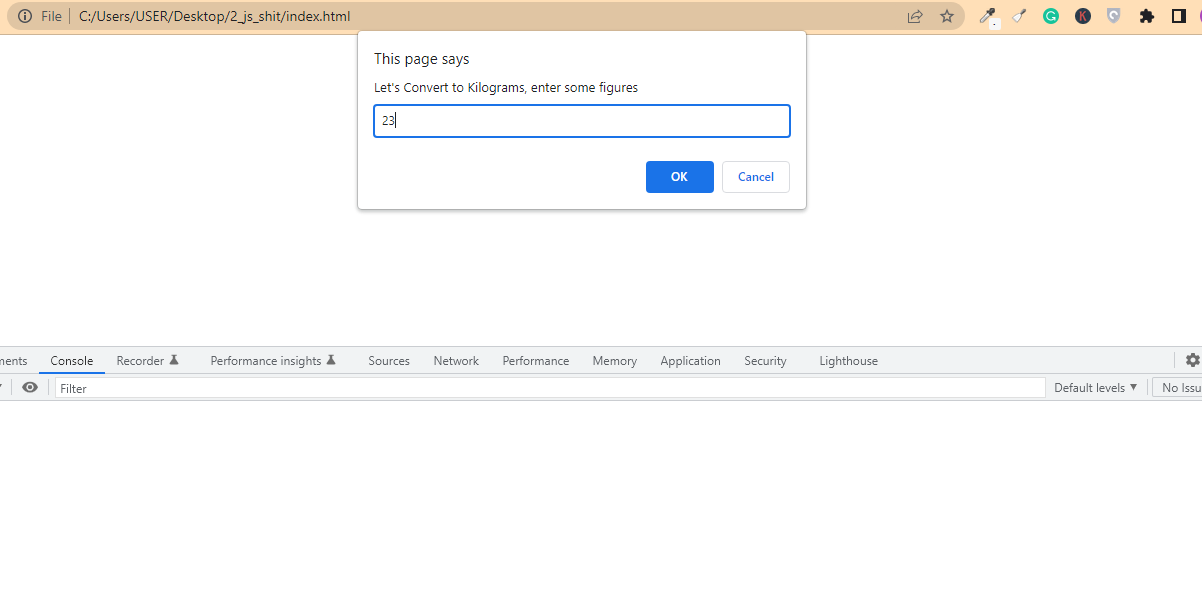 File C:/Users/USER/Desktop/2_js_shit/index.html
This page says
Let's Convert to Kilograms, enter some figures
23
OK Cancel
ments Console Recorder Performance insights Sources Network Performance Memory Application Security Lighthouse
Filter Default levels ▼ No Issu